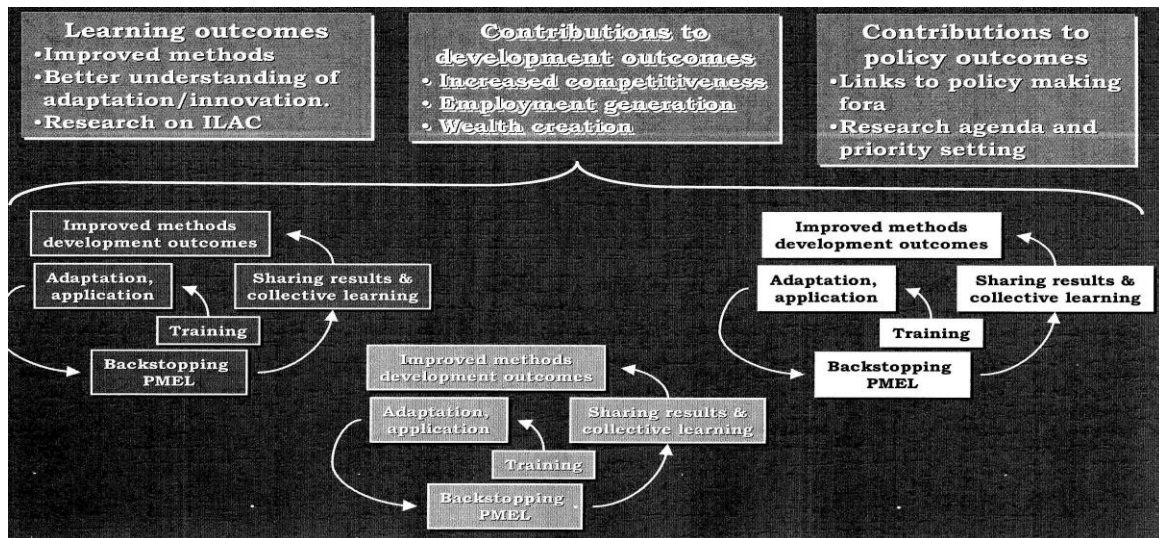 Learning outcomes
•Improved methods
•Better understanding of
adaptation/innovation.
•Research on ILAC
Contributions to
development outcomes
• Increased competitiveness
• Employment generation
• Wealth creation
Contributions to
policy outcomes
•Links to policy making
fora
•Research agenda and
priority setting
Improved methods
development outcomes
Adaptation,
application
Sharing results &
collective learning
Training
Backstopping
PMEL
Improved methods
development outcomes
Adaptation,
application
Sharing results &
collective learning
Training
Backstopping
PMEL
Improved methods
development outcomes
Adaptation,
application
Sharing results &
collective learning
Training
Backstopping
PMEL